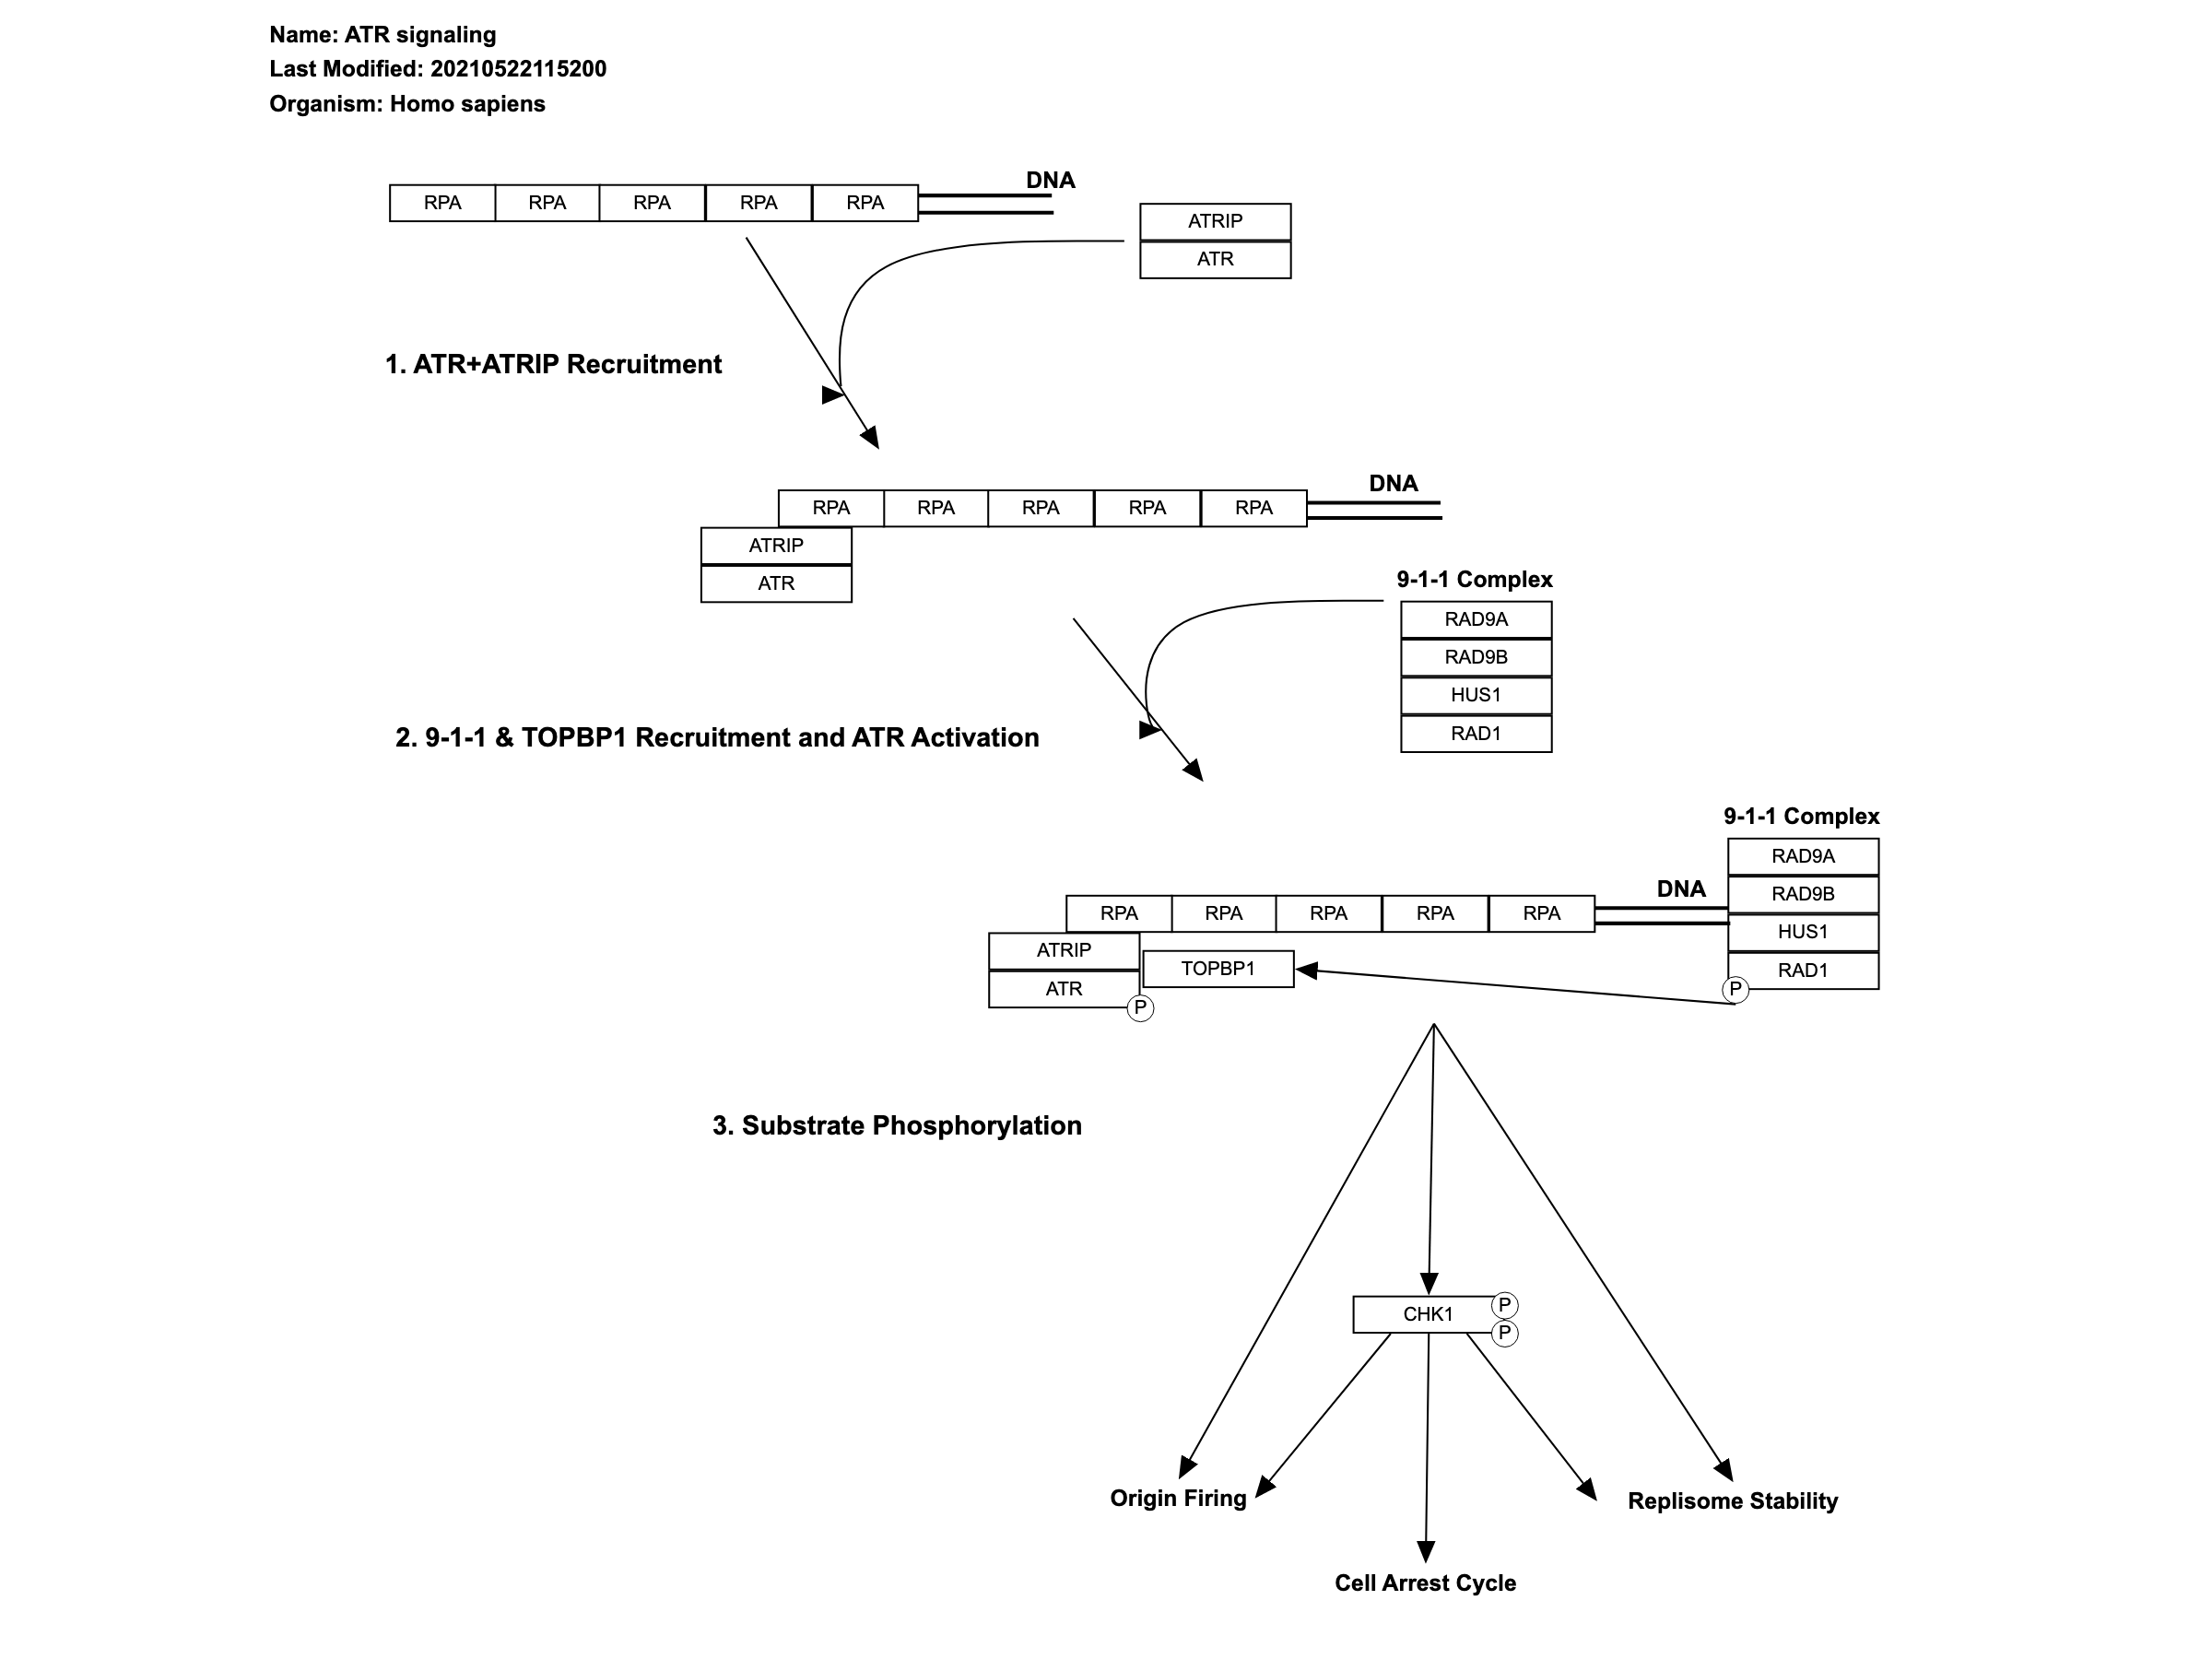 Name: ATR signaling
Last Modified: 20210522115200
Organism: Homo sapiens
DNA
RPA RPA RPA RPA RPA
ATRIP
ATR
1. ATR+ATRIP Recruitment
DNA
RPA RPA RPA RPA RPA
ATRIP
ATR
9-1-1 Complex
RAD9A
RAD9B
HUS1
RAD1
2. 9-1-1 & TOPBP1 Recruitment and ATR Activation
9-1-1 Complex
RAD9A
RAD9B
HUS1
RAD1
P
DNA
RPA RPA RPA RPA RPA
ATRIP
ATR
P
TOPBP1
3. Substrate Phosphorylation
CHK1
P
P
Origin Firing
Replisome Stability
Cell Arrest Cycle